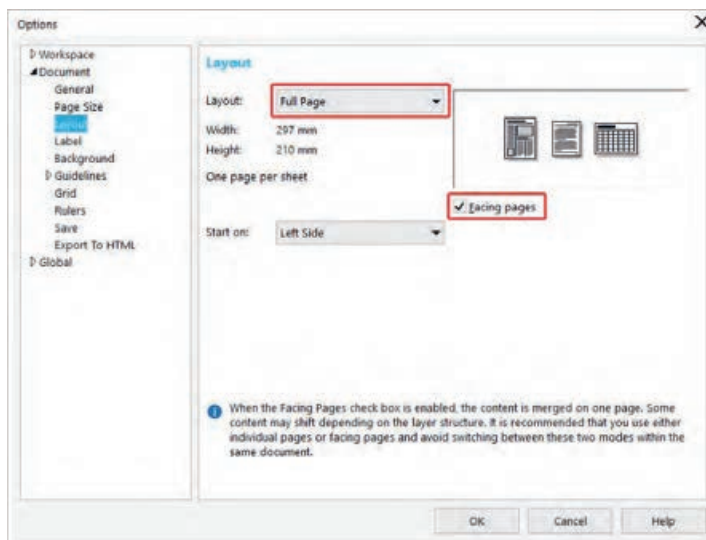 Options
Workspace
Document
General
Page Size
Layout
Label
Background
Guidelines
Grid
Rulers
Save
Export To HTML
Global
Layout
Layout: Full Page
Width: 297 mm
Height: 210 mm
One page per sheet
Facing pages
Start on: Left Side
When the Facing Pages check box is enabled, the content is merged on one page. Some
content may shift depending on the layer structure. It is recommended that you use either
individual pages or facing pages and avoid switching between these two modes within the
same document.
OK Cancel Help